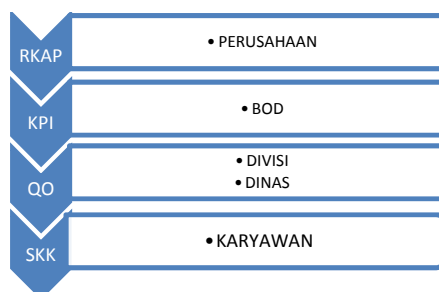 RKAP
• PERUSAHAAN
KPI
• BOD
QO
• DIVISI
• DINAS
SKK
• KARYAWAN